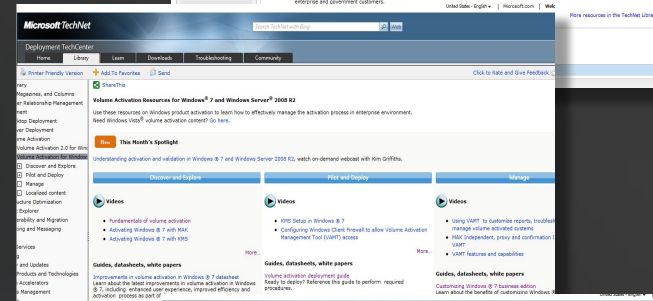 enterprise and government customers.
United States - English | Microsoft.com | Welc
More resources in the TechNet Libra
Microsoft TechNet
Search TechNet with Bing
Web
Deployment TechCenter
Home Library Learn Downloads Troubleshooting Community
Printer Friendly Version Add To Favorites Send
Click to Rate and Give Feedback
rary
Magazines, and Columns
er Relationship Management
ment
ktop Deployment
ver Deployment
me Activation
Volume Activation 2.0 for Win
Volume Activation for Window
Discover and Explore
Pilot and Deploy
Manage
Localized content
ucture Optimization
Explorer
erability and Migration
ong and Messaging
Services
g
and Updates
Products and Technologies
Accelerators
s Management
ShareThis
Volume Activation Resources for Windows® 7 and Windows Server® 2008 R2
Use these resources on Windows product activation to learn how to effectively manage the activation process in enterprise environment.
Need Windows Vista® volume activation content? Go here.
New This Month's Spotlight
Understanding activation and validation in Windows ® 7 and Windows Server 2008 R2, watch on-demand webcast with Kim Griffiths.
Discover and Explore
Videos
Fundamentals of volume activation
Activating Windows ® 7 with MAK
Activating Windows ® 7 with KMS
More...
Guides, datasheets, white papers
Improvements in volume activation in Windows ® 7 datasheet
Learn about the latest improvements in volume activation in Windows
® 7, including: enhanced user experience, improved efficiency and
activation process as part of
Pilot and Deploy
Videos
KMS Setup in Windows ® 7
Configuring Windows Client Firewall to allow Volume Activation
Management Tool (VAMT) access
More...
Guides, datasheets, white papers
Volume activation deployment guide
Ready to deploy? Reference this guide to perform required
procedures.
Manage
Videos
Using VAMT to customize reports, troublesh
manage volume activated systems
MAK Independent, proxy and confirmation I
VAMT
VAMT features and capabilities
Guides, datasheets, white papers
Customizing Windows ® 7 business edition
Learn about the benefits of customizing Windows ®
United States - English